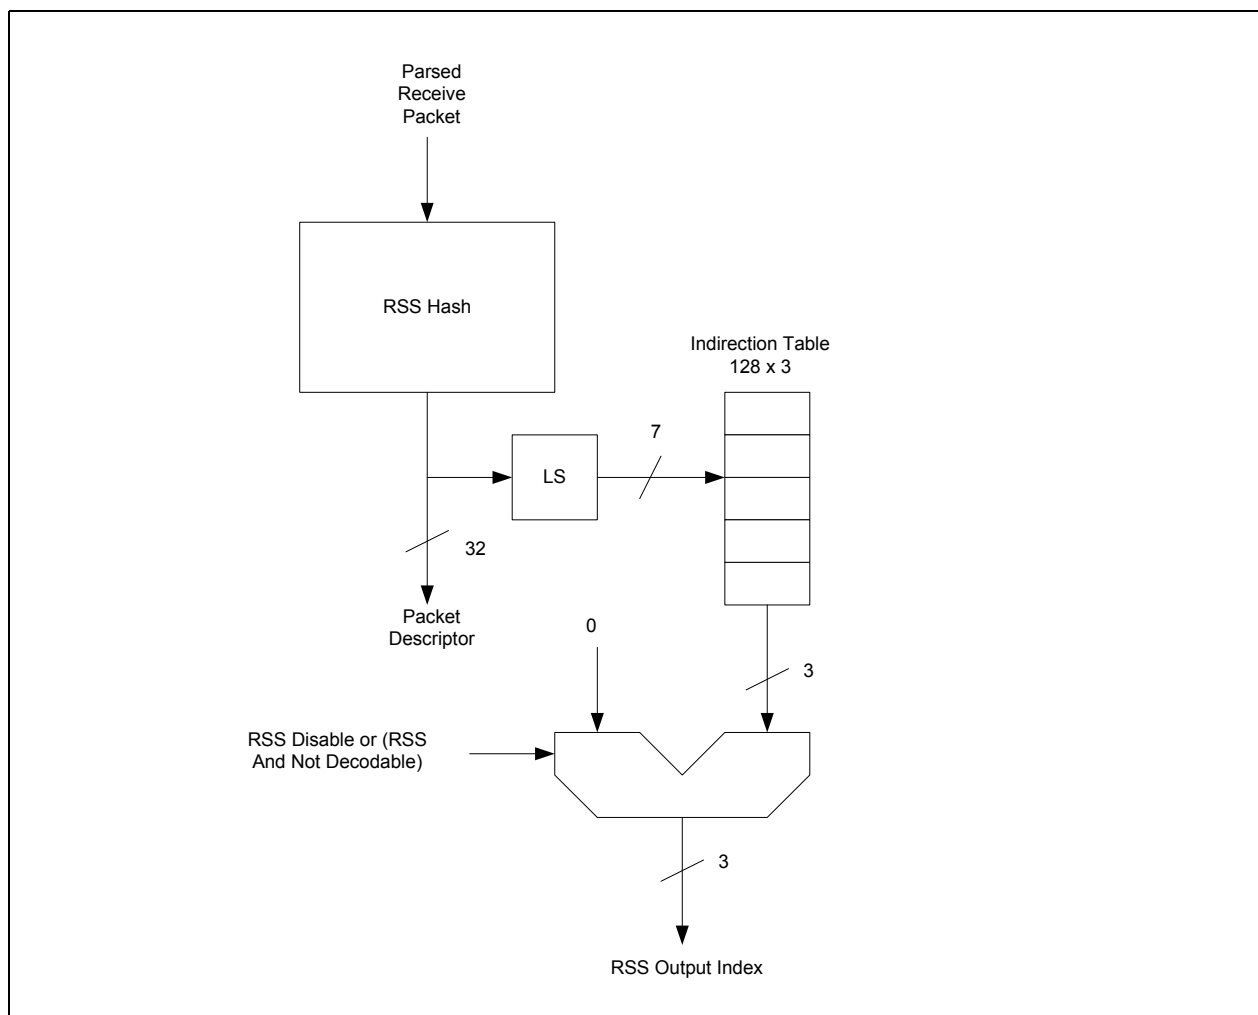 Parsed
Receive
Packet
RSS Hash
Indirection Table
128 x 3
7
LS
32
Packet
Descriptor
0
3
RSS Disable or (RSS
And Not Decodable)
3
RSS Output Index